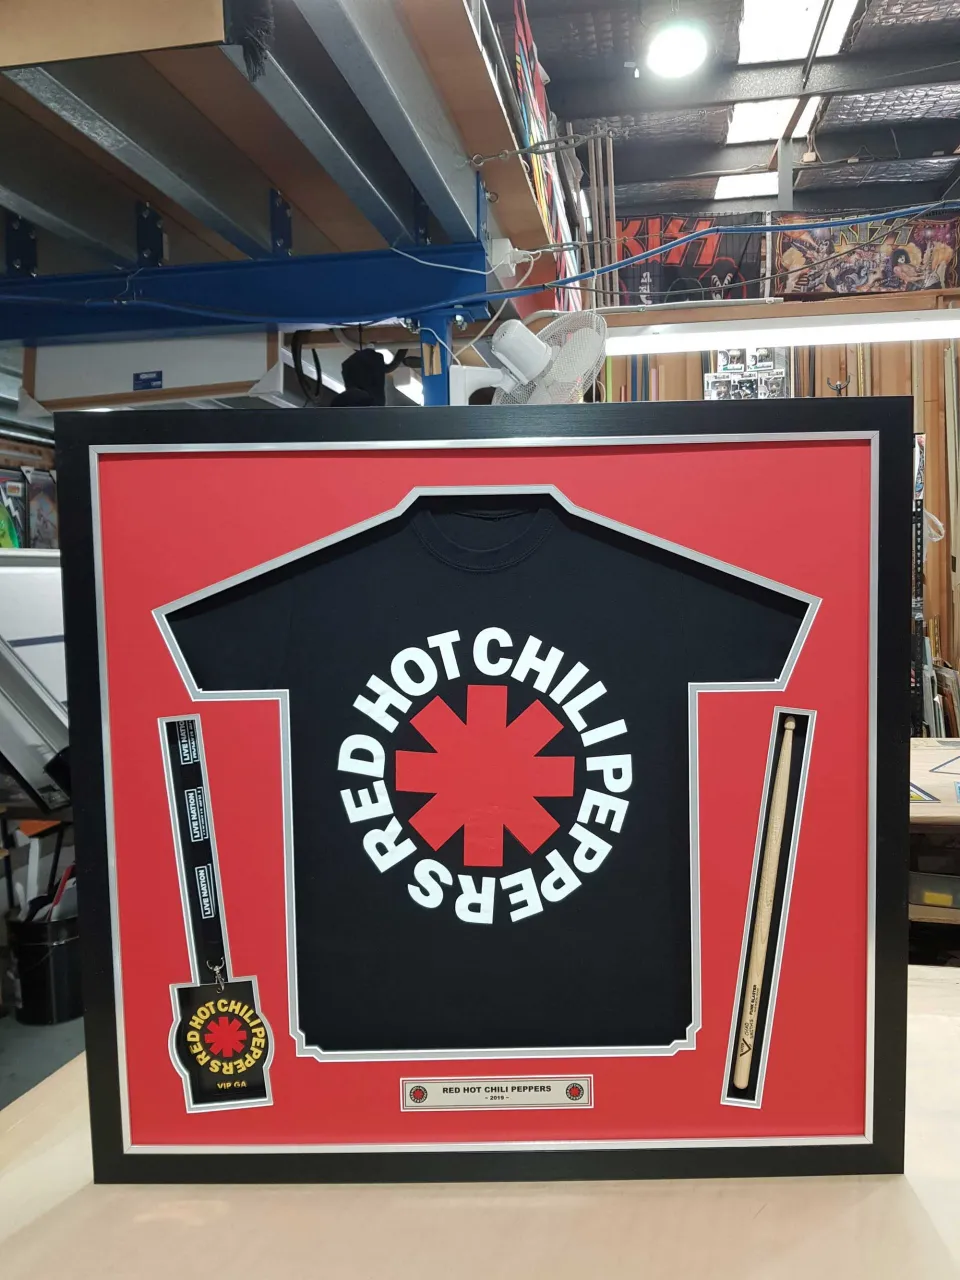 KISS
KISS
RED HOT CHILI PEPPERS
LIVE NATION
LIVE NATION
LIVE NATION
RED HOT CHILI PEPPERS
VIP GA
RED HOT CHILI PEPPERS
- 2019 -